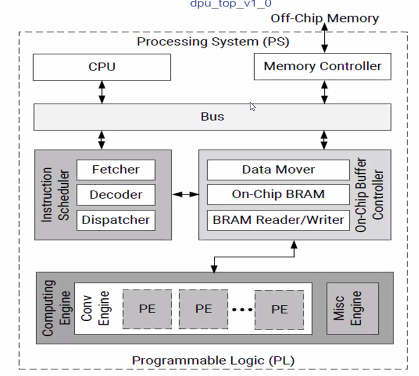 dpu_top_v1_0
Off-Chip Memory
Processing System (PS)
CPU
Memory Controller
Bus
Instruction
Scheduler
Fetcher
Decoder
Dispatcher
Data Mover
On-Chip BRAM
BRAM Reader/Writer
On-Chip Buffer
Controller
Computing
Engine
Conv
Engine
PE
PE
PE
Misc
Engine
Programmable Logic (PL)